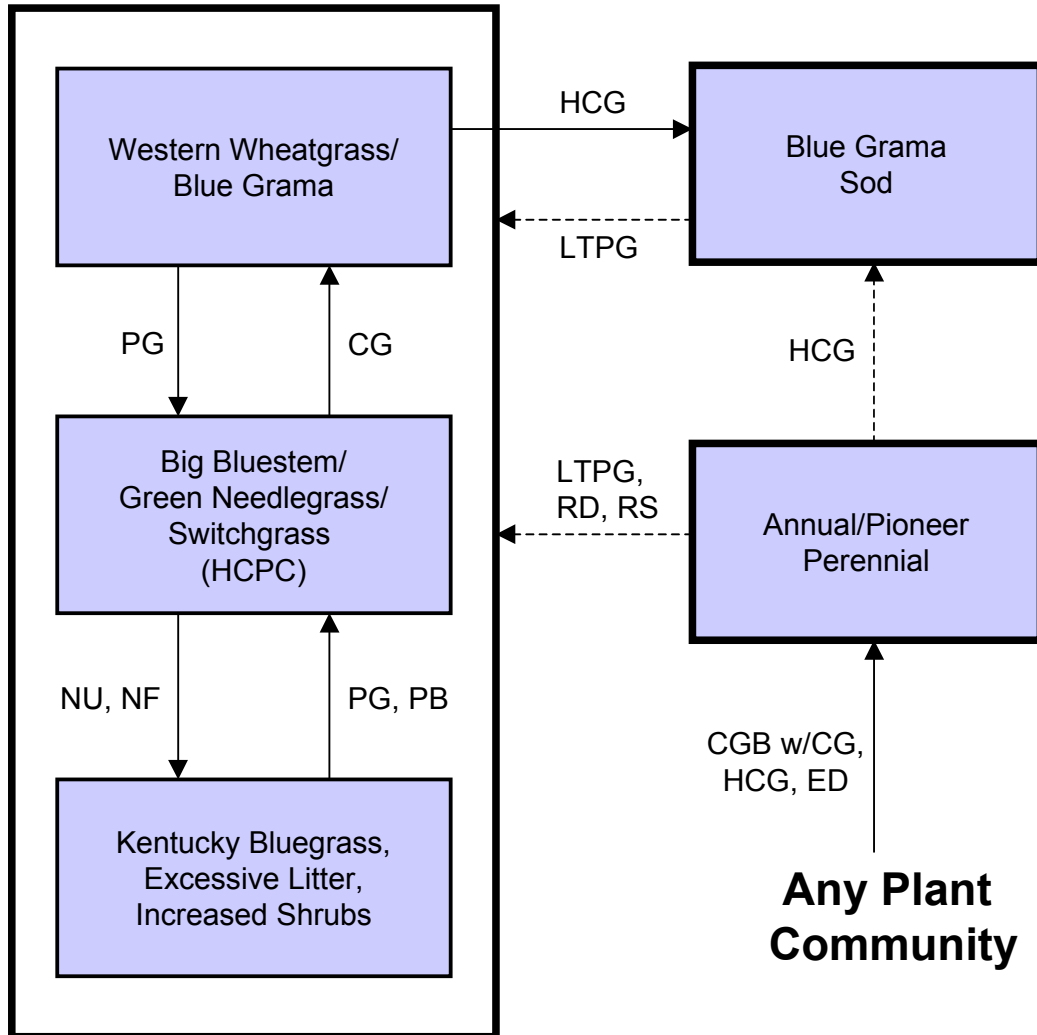 Western Wheatgrass/
Blue Grama
HCG
Blue Grama
Sod
LTPG
PG
CG
HCG
Big Bluestem/
Green Needlegrass/
Switchgrass
(HCPC)
LTPG,
RD, RS
Annual/Pioneer
Perennial
NU, NF
PG, PB
CGB w/CG,
HCG, ED
Kentucky Bluegrass,
Excessive Litter,
Increased Shrubs
Any Plant
Community